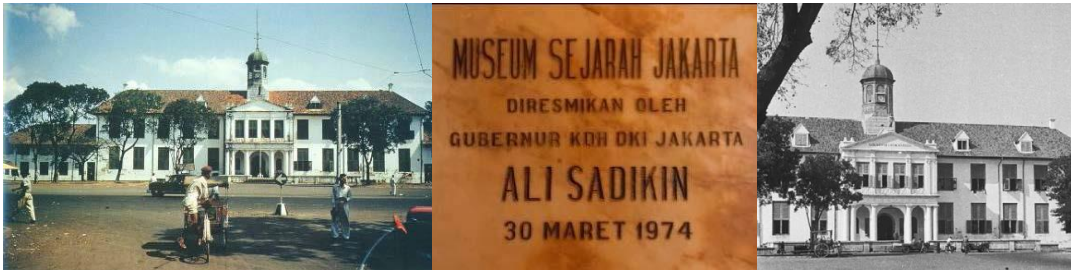 MUSEUM SEJARAH JAKARTA
DIRESMIKAN OLEH
GUBERNUR KDH DKI JAKARTA
ALI SADIKIN
30 MARET 1974